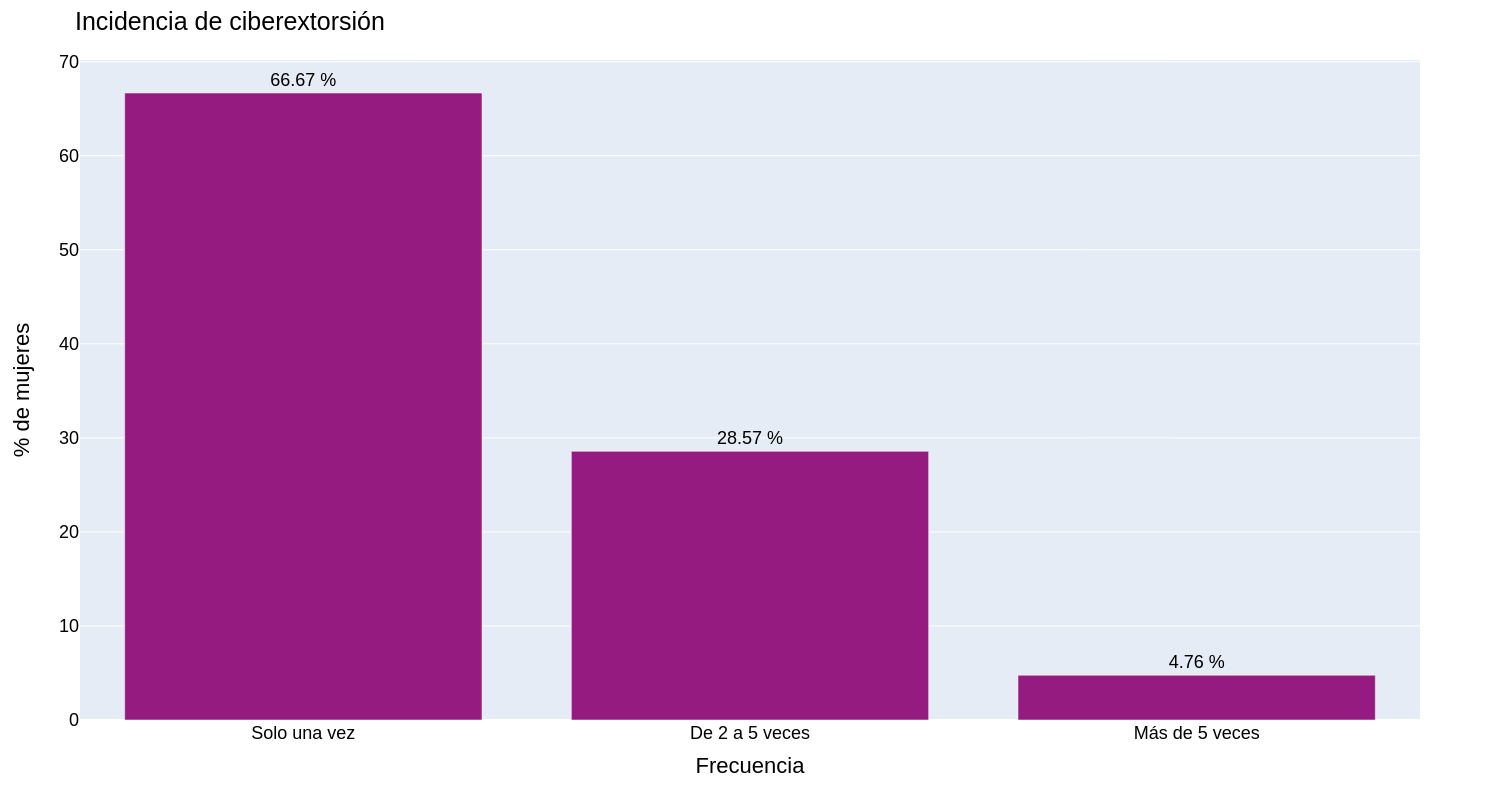 Incidencia de ciberextorsión
70
60
50
40
30
20
10
0
% de mujeres
66.67 %
28.57 %
4.76 %
Solo una vez
De 2 a 5 veces
Más de 5 veces
Frecuencia